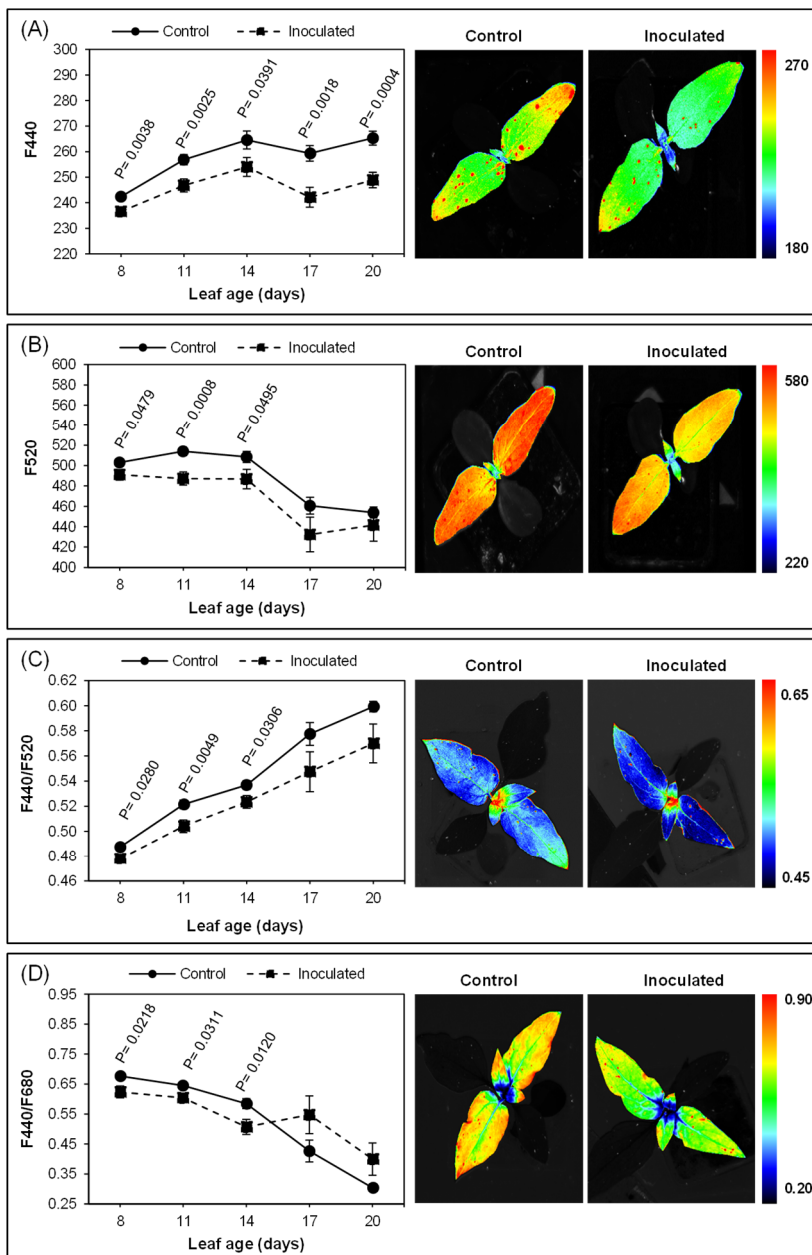 (A)
Control Inoculated
300
290
280
270
260
250
240
230
220
F440
P= 0.0038
P= 0.0025
P= 0.0391
P= 0.0018
P= 0.0004
8 11 14 17 20
Leaf age (days)
Control Inoculated
270
180
(B)
Control Inoculated
600
580
560
540
520
500
480
460
440
420
400
F520
P= 0.0479
P= 0.0008
P= 0.0495
8 11 14 17 20
Leaf age (days)
Control Inoculated
580
220
(C)
Control Inoculated
0.62
0.60
0.58
0.56
0.54
0.52
0.50
0.48
0.46
F440/F520
P= 0.0280
P= 0.0049
P= 0.0306
8 11 14 17 20
Leaf age (days)
Control Inoculated
0.65
0.45
(D)
Control Inoculated
0.95
0.85
0.75
0.65
0.55
0.45
0.35
0.25
F440/F680
P= 0.0218
P= 0.0311
P= 0.0120
8 11 14 17 20
Leaf age (days)
Control Inoculated
0.90
0.20